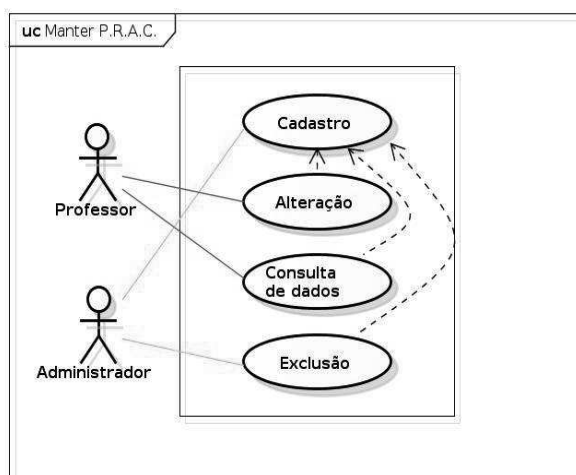 uc Manter P.R.A.C.
Cadastro
Professor
Alteração
Consulta
de dados
Administrador
Exclusão